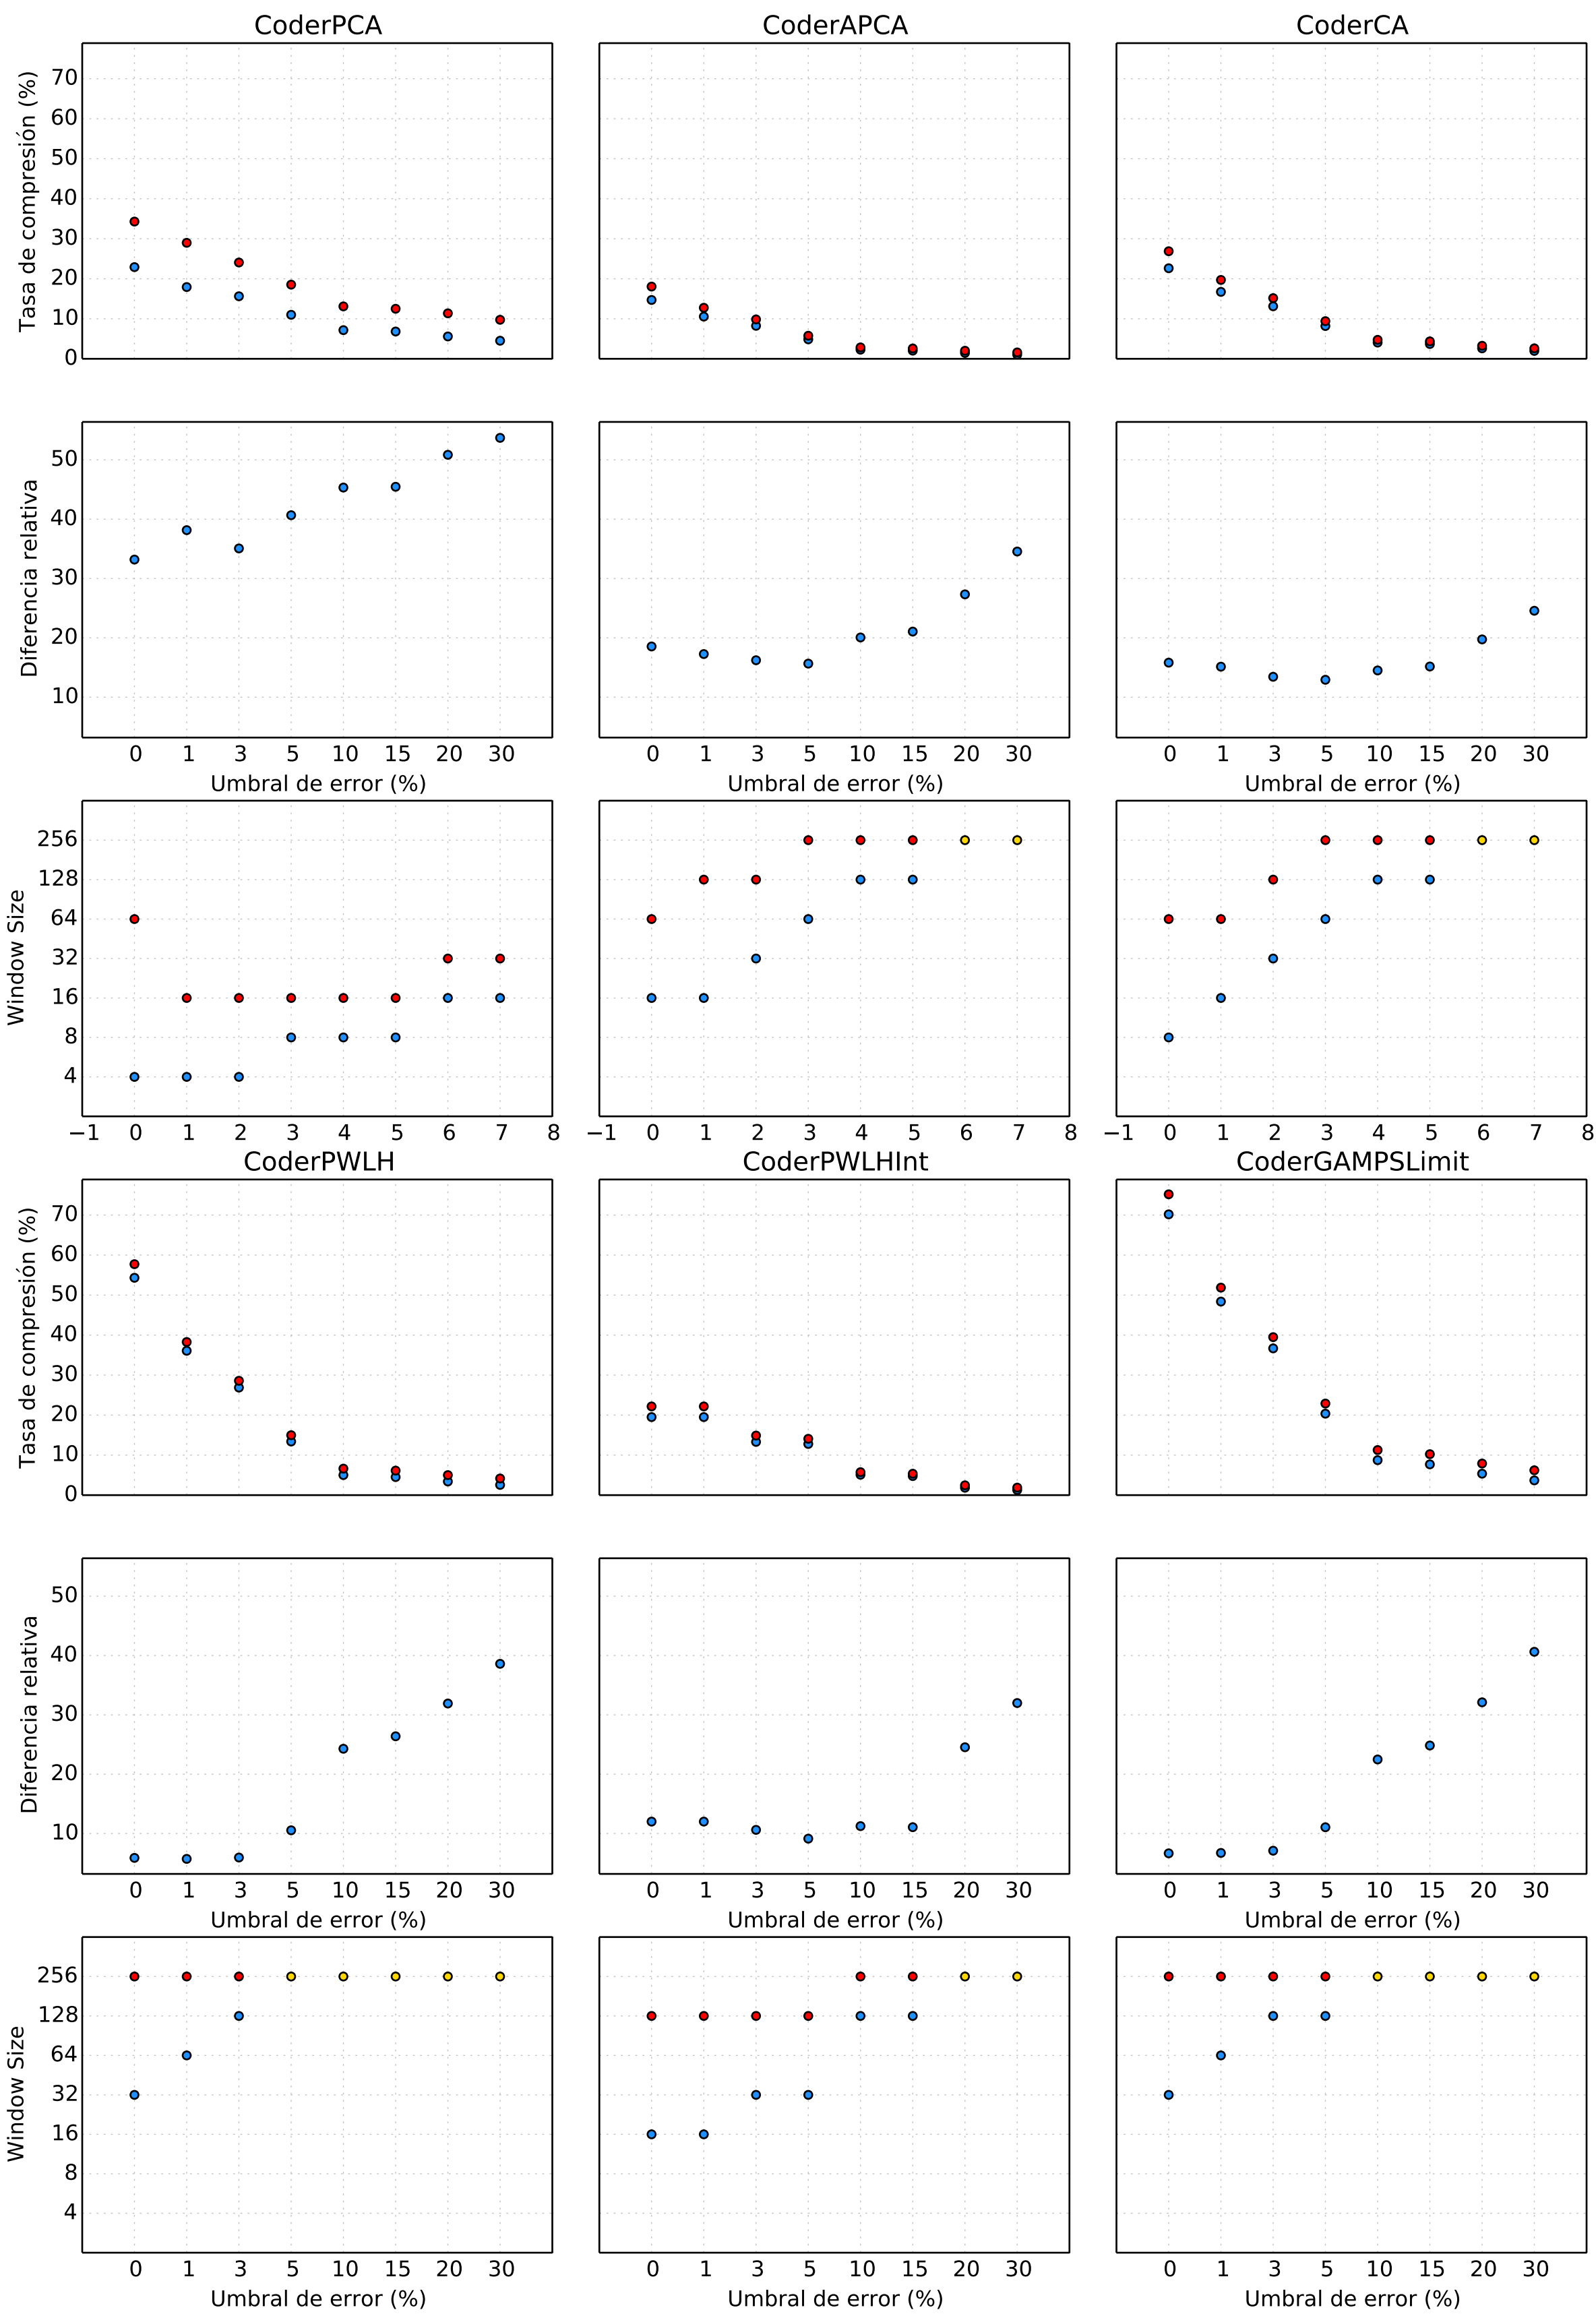 CoderPCA CoderAPCA CoderCA
Tasa de compresión (%)
70
60
50
40
30
20
10
0
Diferencia relativa
50
40
30
20
10
0 1 3 5 10 15 20 30 0 1 3 5 10 15 20 30 0 1 3 5 10 15 20 30
Umbral de error (%) Umbral de error (%) Umbral de error (%)
Window Size
256
128
64
32
16
8
4
−1 0 1 2 3 4 5 6 7 8 −1 0 1 2 3 4 5 6 7 8 −1 0 1 2 3 4 5 6 7 8
CoderPWLH CoderPWLHInt CoderGAMPSLimit
Tasa de compresión (%)
70
60
50
40
30
20
10
0
Diferencia relativa
50
40
30
20
10
0 1 3 5 10 15 20 30 0 1 3 5 10 15 20 30 0 1 3 5 10 15 20 30
Umbral de error (%) Umbral de error (%) Umbral de error (%)
Window Size
256
128
64
32
16
8
4
0 1 3 5 10 15 20 30 0 1 3 5 10 15 20 30 0 1 3 5 10 15 20 30
Umbral de error (%) Umbral de error (%) Umbral de error (%)